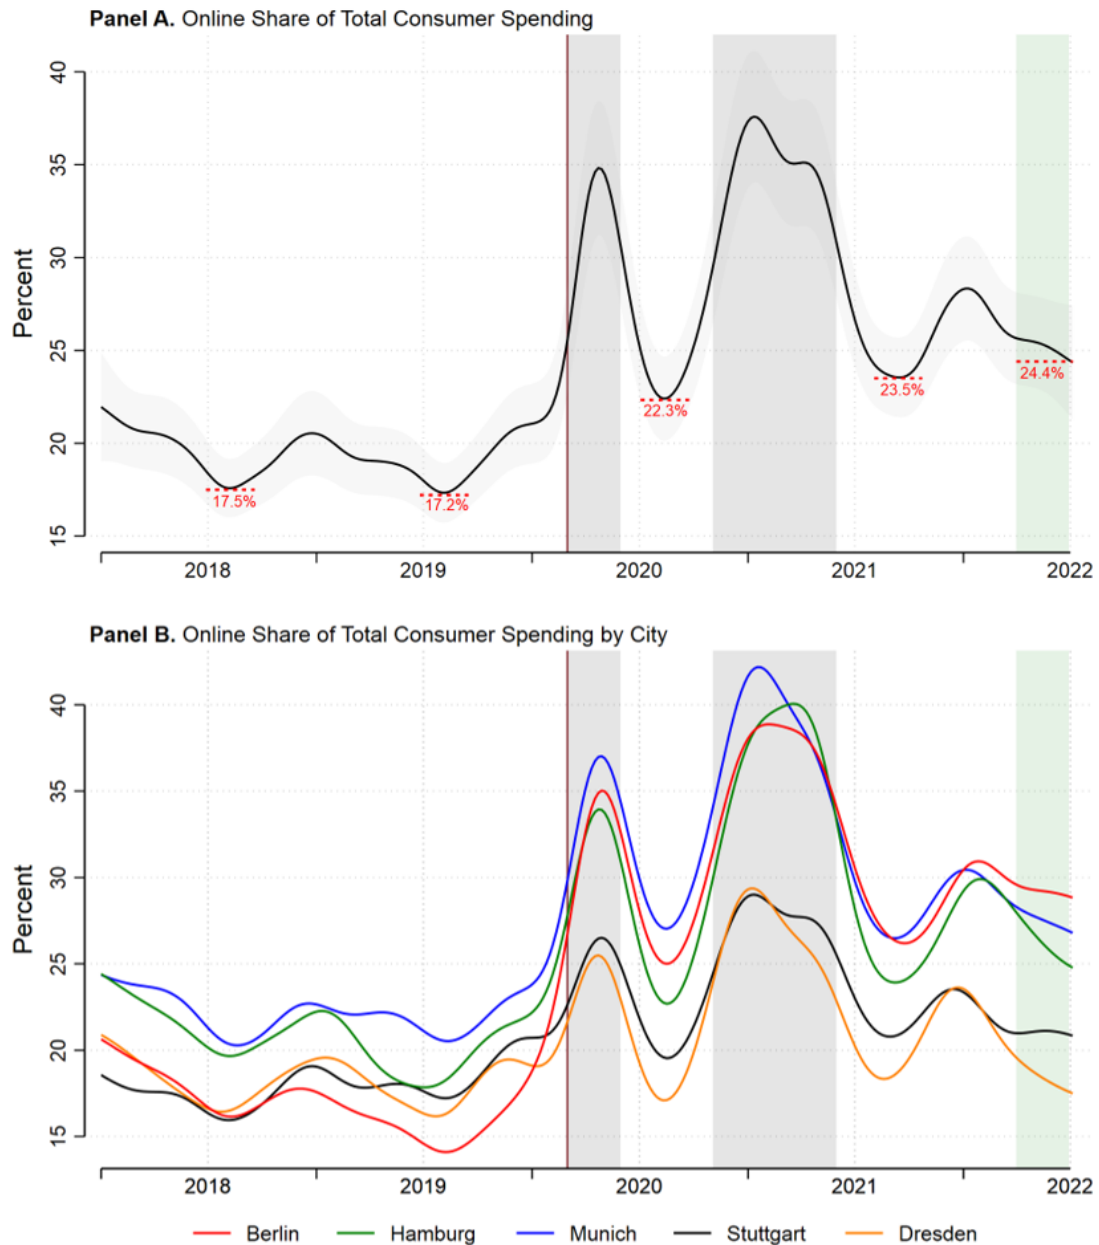 Panel A. Online Share of Total Consumer Spending
Percent
40
35
30
25
20
15
17.5%
17.2%
22.3%
23.5%
24.4%
2018 2019 2020 2021 2022
Panel B. Online Share of Total Consumer Spending by City
Percent
40
35
30
25
20
15
2018 2019 2020 2021 2022
Berlin Hamburg Munich Stuttgart Dresden